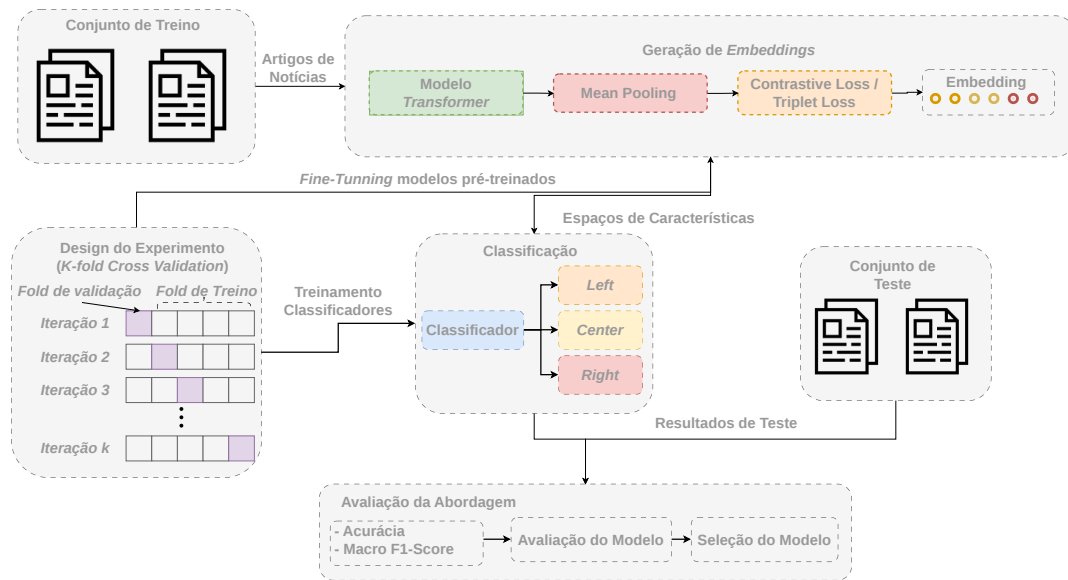 Conjunto de Treino
Artigos de
Notícias
Geração de Embeddings
Modelo
Transformer
Mean Pooling
Contrastive Loss /
Triplet Loss
Embedding
Fine-Tunning modelos pré-treinados
Espaços de Características
Design do Experimento
(K-fold Cross Validation)
Fold de validação
Fold de Treino
Iteração 1
Iteração 2
Iteração 3
Iteração k
Treinamento
Classificadores
Classificação
Classificador
Left
Center
Right
Conjunto de
Teste
Resultados de Teste
Avaliação da Abordagem
- Acurácia
- Macro F1-Score
Avaliação do Modelo
Seleção do Modelo